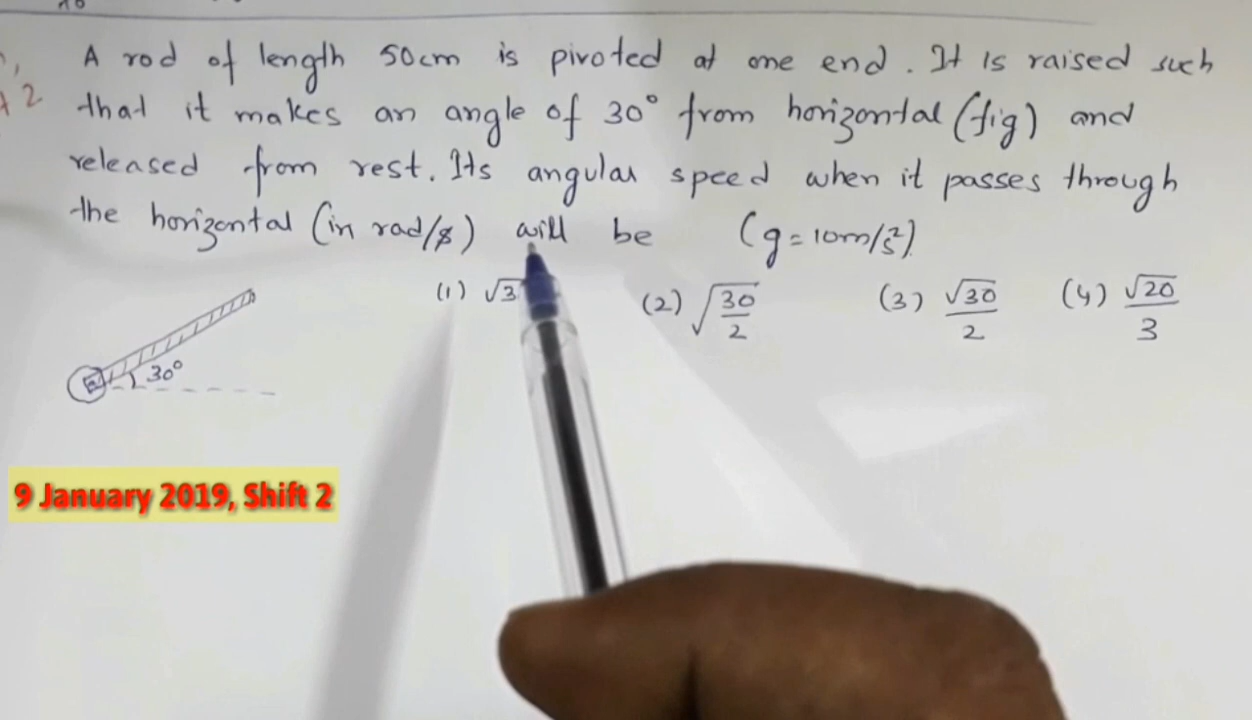 A rod of length 50cm is pivoted at one end. It is raised such
that it makes an angle of 30° from horizontal (fig) and
released from rest. Its angular speed when it passes through
the horizontal (in rad/s) will be (g=10m/s²).
(1) √3 (2) √30/2 (3) √30/2 (4) √20/3
30°
9 January 2019, Shift 2